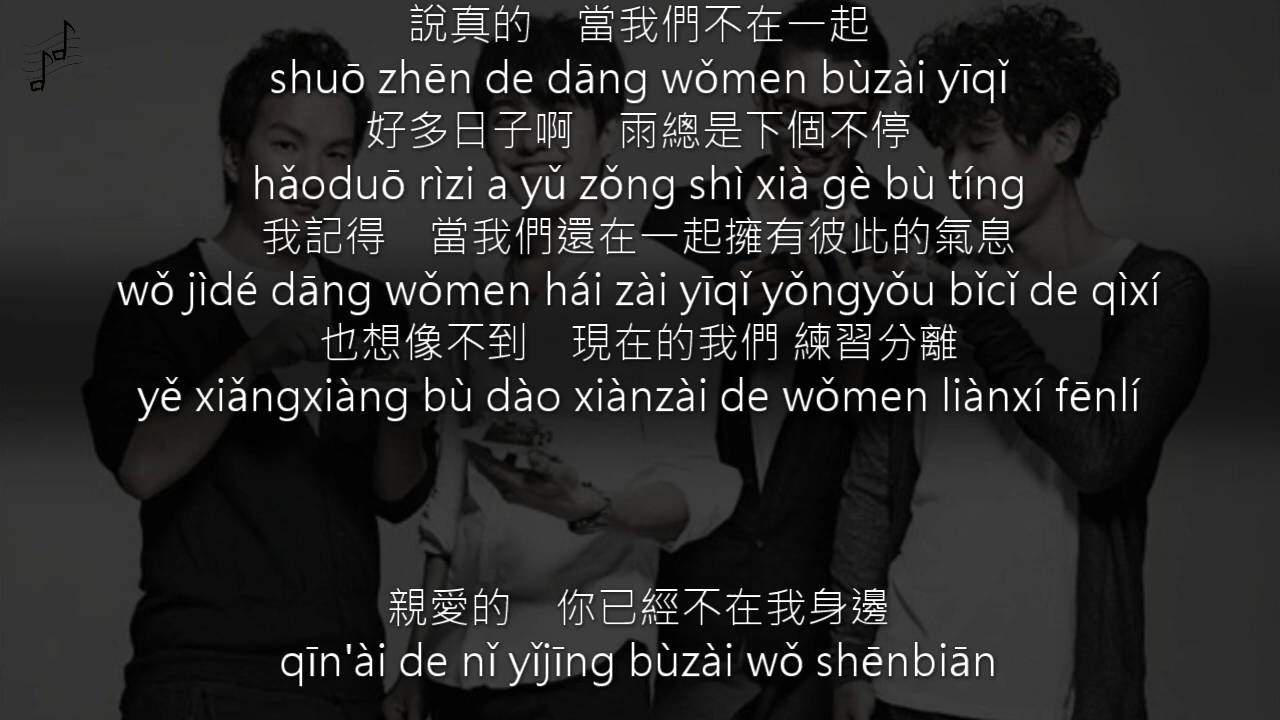 說真的　當我們不在一起
shuō zhēn de dāng wǒmen bùzài yīqǐ
好多日子啊　雨總是下個不停
hǎoduō rìzi a yǔ zǒng shì xià gè bù tíng
我記得　當我們還在一起擁有彼此的氣息
wǒ jìdé dāng wǒmen hái zài yīqǐ yǒngyǒu bǐcǐ de qìxí
也想像不到　現在的我們 練習分離
yě xiǎngxiàng bù dào xiànzài de wǒmen liànxí fēnlí
親愛的　你已經不在我身邊
qīn'ài de nǐ yǐjīng bùzài wǒ shēnbiān